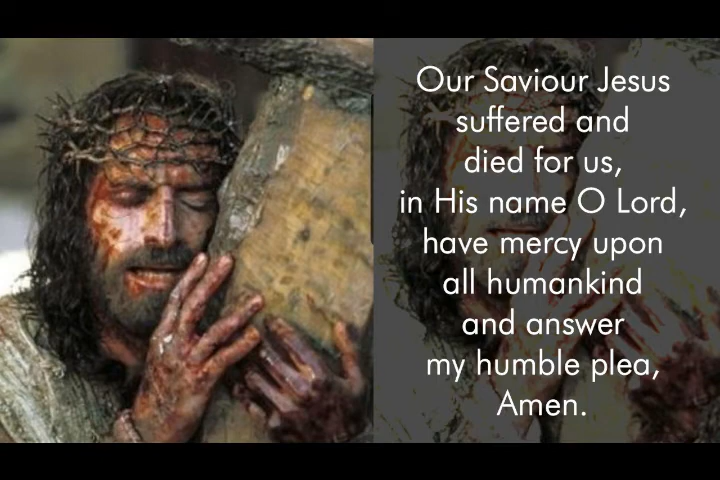 Our Saviour Jesus
suffered and
died for us,
in His name O Lord,
have mercy upon
all humankind
and answer
my humble plea,
Amen.